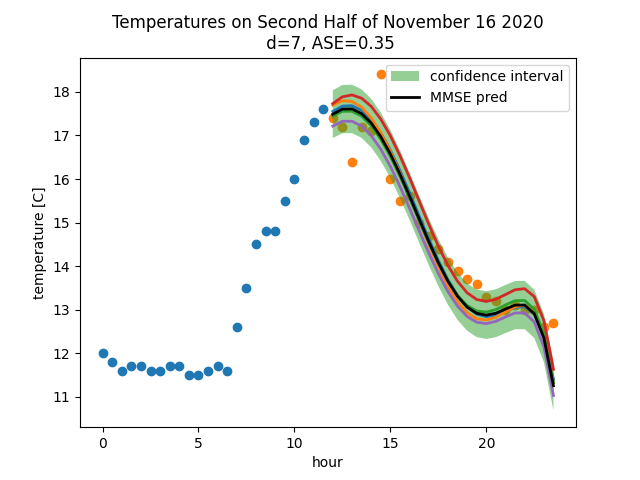 Temperatures on Second Half of November 16 2020
d=7, ASE=0.35
confidence interval
MMSE pred
18
17
16
15
14
13
12
11
temperature [C]
0 5 10 15 20
hour